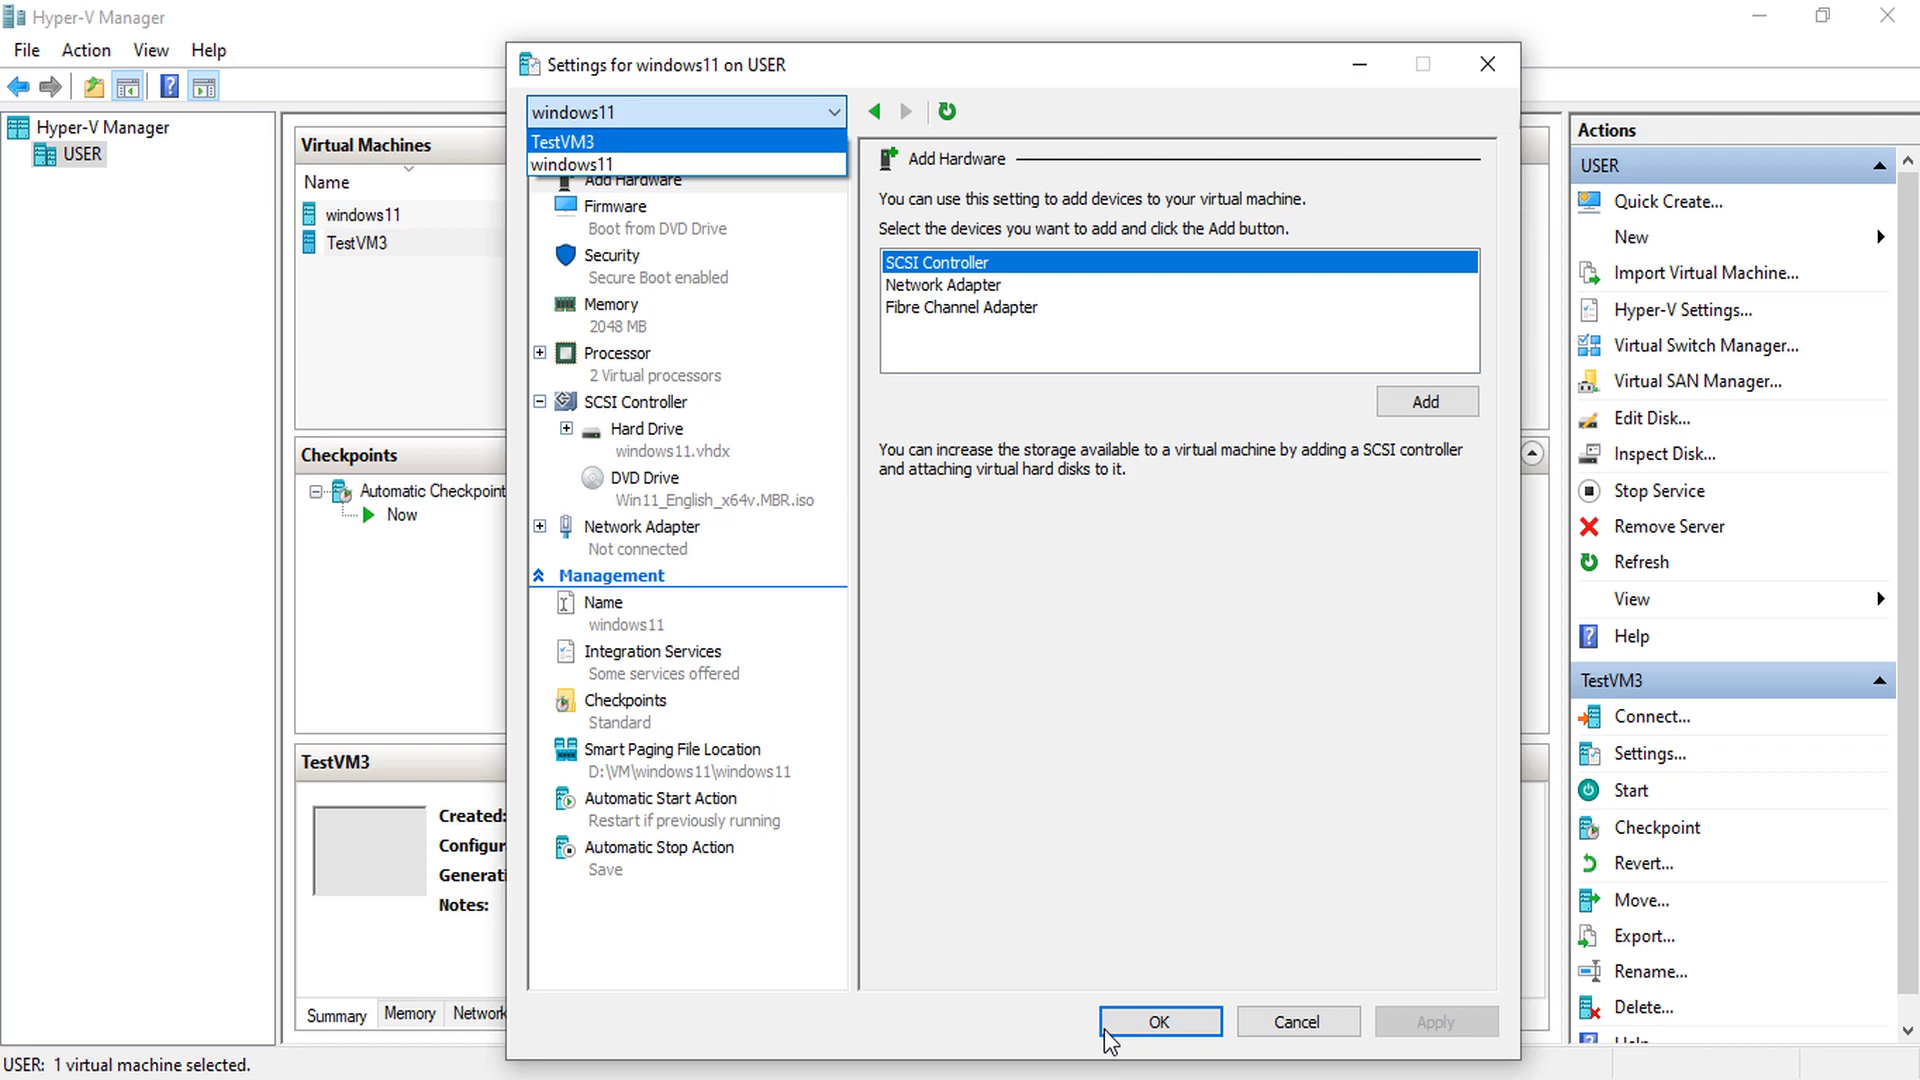 Hyper-V Manager
File Action View Help
Hyper-V Manager
USER
Virtual Machines
Name
windows11
TestVM3
Checkpoints
Automatic Checkpoint
Now
TestVM3
Created:
Configur
Generati
Notes:
Summary Memory Network
USER: 1 virtual machine selected.
Settings for windows11 on USER
windows11
TestVM3
windows11
Add Hardware
Firmware
Boot from DVD Drive
Security
Secure Boot enabled
Memory
2048 MB
Processor
2 Virtual processors
SCSI Controller
Hard Drive
windows11.vhdx
DVD Drive
Win11_English_x64v.MBR.iso
Network Adapter
Not connected
Management
Name
windows11
Integration Services
Some services offered
Checkpoints
Standard
Smart Paging File Location
D:\VM\windows11\windows11
Automatic Start Action
Restart if previously running
Automatic Stop Action
Save
Add Hardware
You can use this setting to add devices to your virtual machine.
Select the devices you want to add and click the Add button.
SCSI Controller
Network Adapter
Fibre Channel Adapter
Add
You can increase the storage available to a virtual machine by adding a SCSI controller
and attaching virtual hard disks to it.
OK Cancel Apply
Actions
USER
Quick Create...
New
Import Virtual Machine...
Hyper-V Settings...
Virtual Switch Manager...
Virtual SAN Manager...
Edit Disk...
Inspect Disk...
Stop Service
Remove Server
Refresh
View
Help
TestVM3
Connect...
Settings...
Start
Checkpoint
Revert...
Move...
Export...
Rename...
Delete...